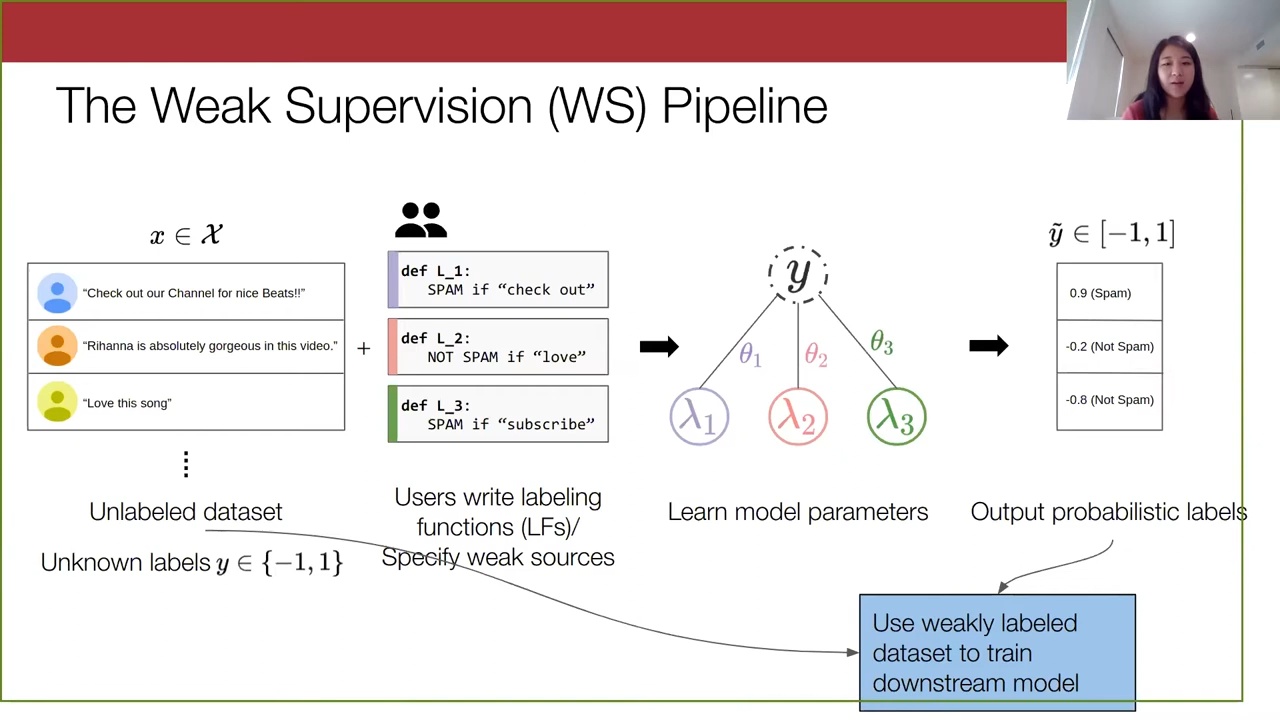 The Weak Supervision (WS) Pipeline
x ∈ 𝒳
“Check out our Channel for nice Beats!!”
“Rihanna is absolutely gorgeous in this video.”
“Love this song”
⋮
Unlabeled dataset
Unknown labels y ∈ {−1, 1}
+
def L_1:
SPAM if “check out”
def L_2:
NOT SPAM if “love”
def L_3:
SPAM if “subscribe”
Users write labeling
functions (LFs)/
Specify weak sources
y
θ₁ θ₂ θ₃
λ₁ λ₂ λ₃
Learn model parameters
ỹ ∈ [−1, 1]
0.9 (Spam)
-0.2 (Not Spam)
-0.8 (Not Spam)
Output probabilistic labels
Use weakly labeled
dataset to train
downstream model